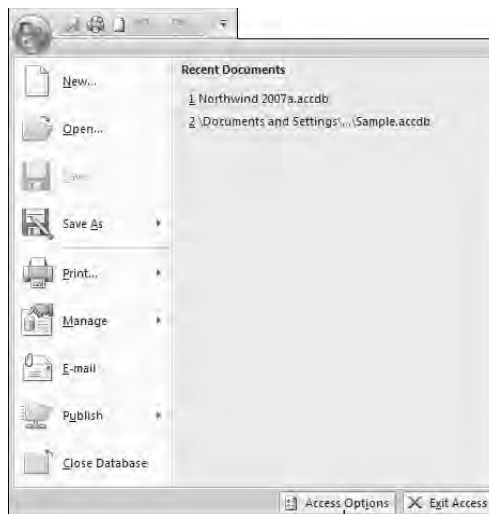 Recent Documents
1 Northwind 2007a.accdb
2 \Documents and Settings\...\Sample.accdb
New...
Open...
Save
Save As
Print...
Manage
E-mail
Publish
Close Database
Access Options
Exit Access